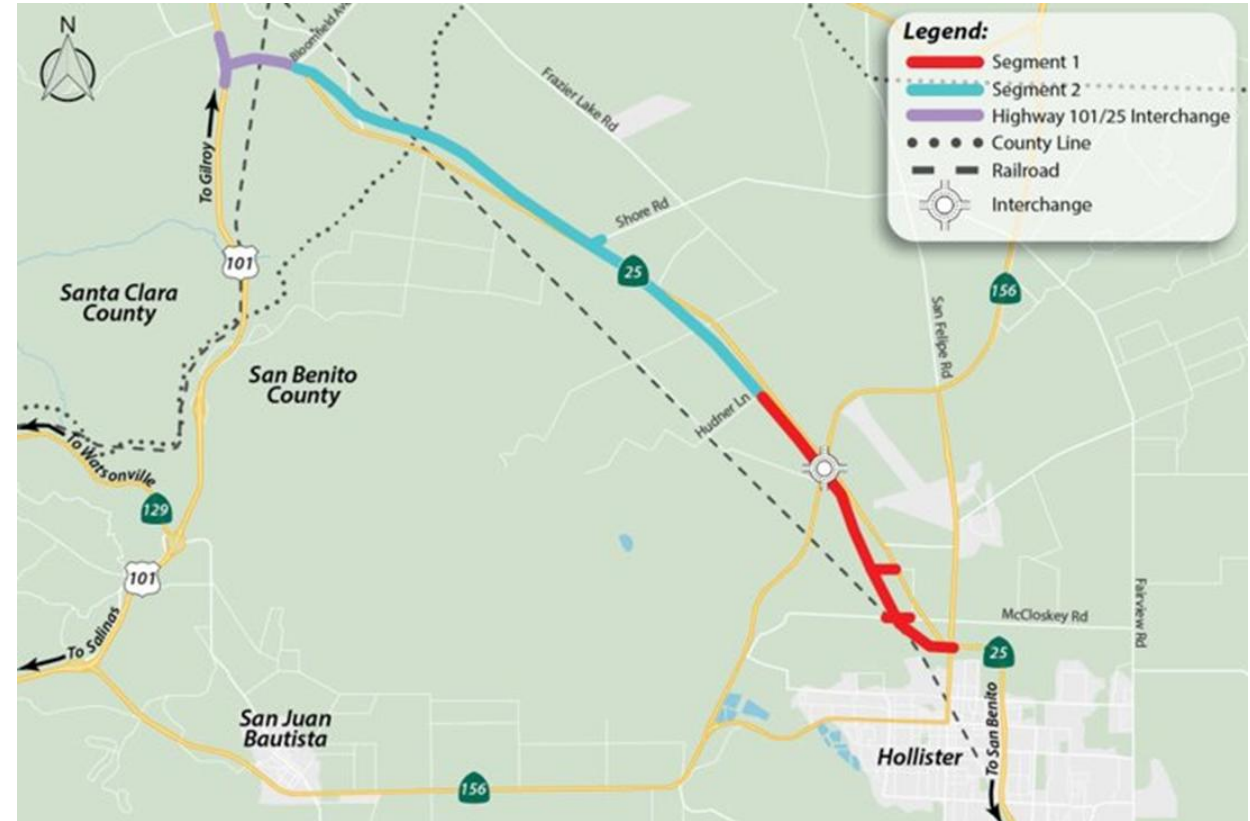 N
Bloomfield Ave
Frazier Lake Rd
Legend:
Segment 1
Segment 2
Highway 101/25 Interchange
County Line
Railroad
Interchange
To Gilroy
Shore Rd
101
25
156
Santa Clara
County
San Benito
County
San Felipe Rd
Hudner Ln
To Watsonville
129
101
To Salinas
McCloskey Rd
Fairview Rd
25
San Juan
Bautista
Hollister
To San Benito
156